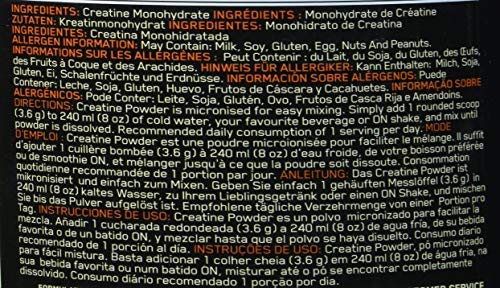 INGREDIENTS: Creatine Monohydrate INGRÉDIENTS : Monohydrate de Créatine
ZUTATEN: Kreatinmonohydrat INGREDIENTES: Monohidrato de Creatina
INGREDIENTES: Creatina Monohidratada
ALLERGEN INFORMATION: May Contain: Milk, Soy, Gluten, Egg, Nuts And Peanuts.
INFORMATIONS SUR LES ALLERGÈNES : Peut Contenir : du Lait, du Soja, du Gluten, des Œufs,
des Fruits à Coque et des Arachides. HINWEIS FÜR ALLERGIKER: Kann Enthalten: Milch, Soja,
Gluten, Ei, Schalenfrüchte und Erdnüsse. INFORMACIÓN SOBRE ALÉRGENOS: Puede
Contener: Leche, Soja, Gluten, Huevo, Frutos de Cáscara y Cacahuetes. INFORMAÇÃO SOBRE
ALERGÉNICOS: Pode Conter: Leite, Soja, Glutén, Ovo, Frutos de Casca Rija e Amendoins.
DIRECTIONS: Creatine Powder is micronised for easy mixing. Simply add 1 rounded scoop
(3.6 g) to 240 ml (8 oz) of cold water, your favourite beverage or ON shake, and mix until
powder is dissolved. Recommended daily consumption of 1 serving per day. MODE
D'EMPLOI : Creatine Powder est une poudre micronisée pour faciliter le mélange. Il suffit
d'ajouter 1 cuillère bombée (3.6 g) à 240 ml (8 oz) d'eau froide, de votre boisson préférée
ou de smoothie ON, et mélanger jusqu'à ce que la poudre soit dissoute. Consommation
quotidienne recommandée de 1 portion par jour. ANLEITUNG: Das Creatine Powder ist
mikronisiert und einfach zum Mixen. Geben Sie einfach 1 gehäuften Messlöffel (3.6 g) in
240 ml (8 oz) kaltes Wasser, zu Ihrem Lieblingsgetränk oder einen ON Shake, und mischen
Sie bis das Pulver aufgelöst ist. Empfohlene tägliche Verzehrmenge von einer Portion pro
Tag. INSTRUCCIONES DE USO: Creatine Powder es un polvo micronizado para facilitar la
mezcla. Añadir 1 cucharada redondeada (3.6 g) a 240 ml (8 oz) de agua fría, de su bebida
favorita o de un batido ON, y mezclar hasta que el polvo se haya disuelto. Consumo diario
recomendado de 1 porción al día. INSTRUÇÕES DE USO: Creatine Powder, pó micronizado
para fácil mistura. Basta adicionar 1 colher cheia (3.6 g) em 240 ml (8 oz) de água fria, de
sua bebida favorita ou num batido ON, misturar até o pó se encontrar completamente
dissolvido. Consumo diário recomendado 1 porção por dia.
SERVICE